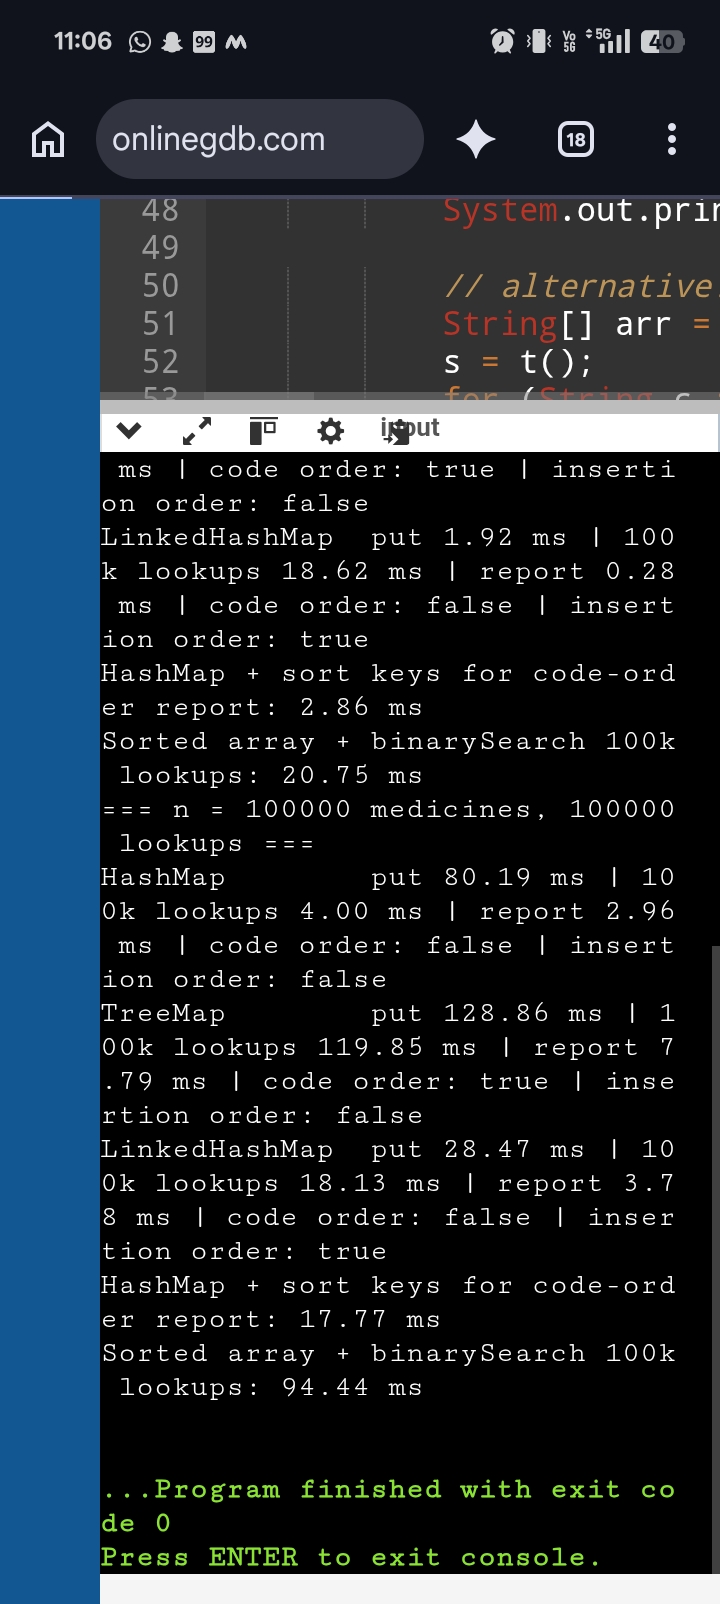 11:06 99 Vo 5G 5G 40
onlinegdb.com 18
48 System.out.prin
49
50 // alternative
51 String[] arr =
52 s = t();
53 for (String c
input
ms | code order: true | inserti
on order: false
LinkedHashMap  put 1.92 ms | 100
k lookups 18.62 ms | report 0.28
ms | code order: false | insert
ion order: true
HashMap + sort keys for code-ord
er report: 2.86 ms
Sorted array + binarySearch 100k
lookups: 20.75 ms
=== n = 100000 medicines, 100000
lookups ===
HashMap        put 80.19 ms | 10
0k lookups 4.00 ms | report 2.96
ms | code order: false | insert
ion order: false
TreeMap        put 128.86 ms | 1
00k lookups 119.85 ms | report 7
.79 ms | code order: true | inse
rtion order: false
LinkedHashMap  put 28.47 ms | 10
0k lookups 18.13 ms | report 3.7
8 ms | code order: false | inser
tion order: true
HashMap + sort keys for code-ord
er report: 17.77 ms
Sorted array + binarySearch 100k
lookups: 94.44 ms
...Program finished with exit co
de 0
Press ENTER to exit console.